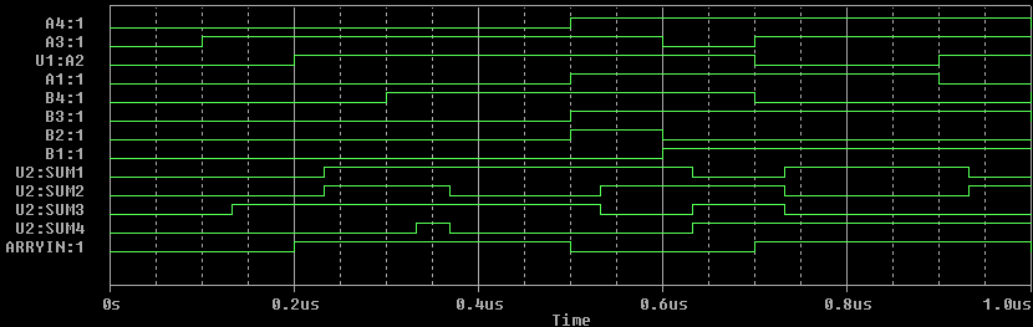 A4:1
A3:1
U1:A2
A1:1
B4:1
B3:1
B2:1
B1:1
U2:SUM1
U2:SUM2
U2:SUM3
U2:SUM4
ARRYIN:1
0s 0.2us 0.4us 0.6us 0.8us 1.0us
Time